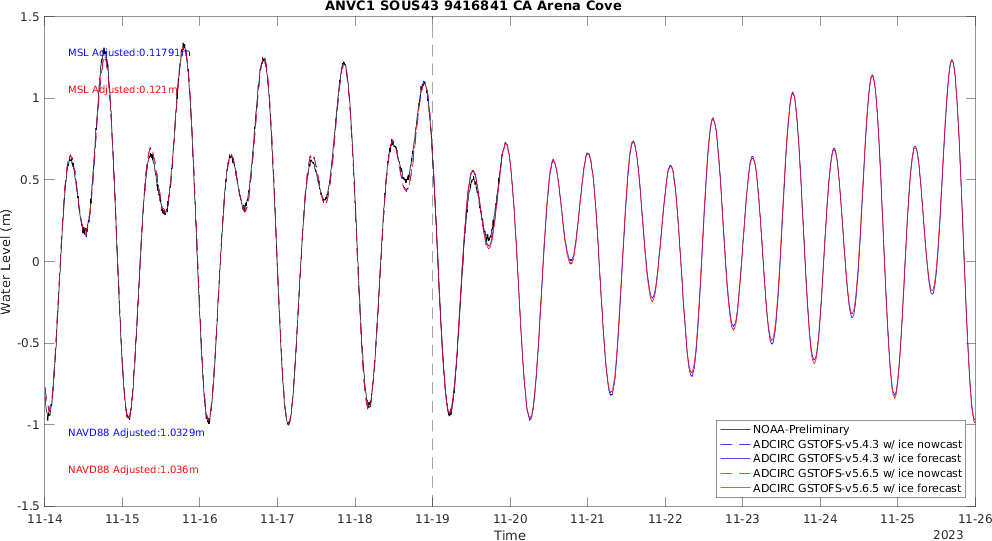 ANVC1 SOUS43 9416841 CA Arena Cove
1.5
1
0.5
0
-0.5
-1
-1.5
Water Level (m)
MSL Adjusted:0.11791m
MSL Adjusted:0.121m
NAVD88 Adjusted:1.0329m
NAVD88 Adjusted:1.036m
NOAA-Preliminary
ADCIRC GSTOFS-v5.4.3 w/ ice nowcast
ADCIRC GSTOFS-v5.4.3 w/ ice forecast
ADCIRC GSTOFS-v5.6.5 w/ ice nowcast
ADCIRC GSTOFS-v5.6.5 w/ ice forecast
11-14 11-15 11-16 11-17 11-18 11-19 11-20 11-21 11-22 11-23 11-24 11-25 11-26
Time
2023